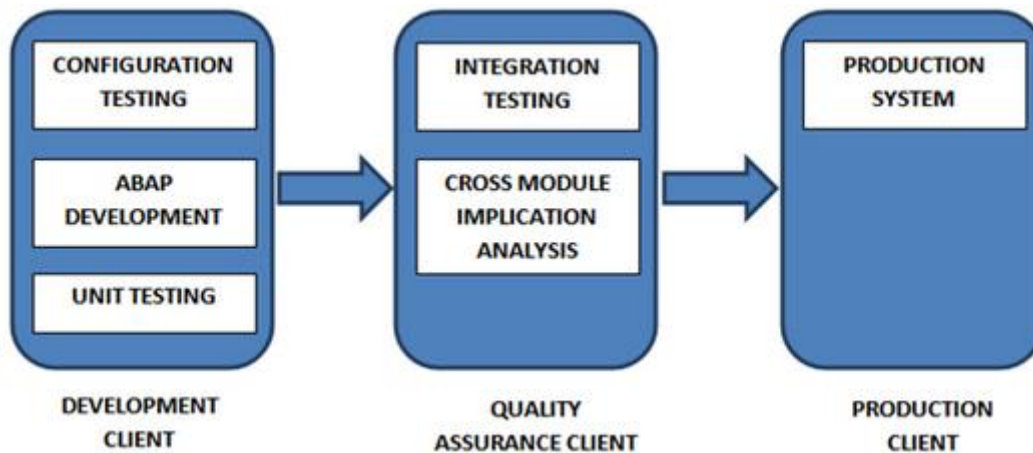 CONFIGURATION
TESTING
ABAP
DEVELOPMENT
UNIT TESTING
DEVELOPMENT
CLIENT
INTEGRATION
TESTING
CROSS MODULE
IMPLICATION
ANALYSIS
QUALITY
ASSURANCE CLIENT
PRODUCTION
SYSTEM
PRODUCTION
CLIENT